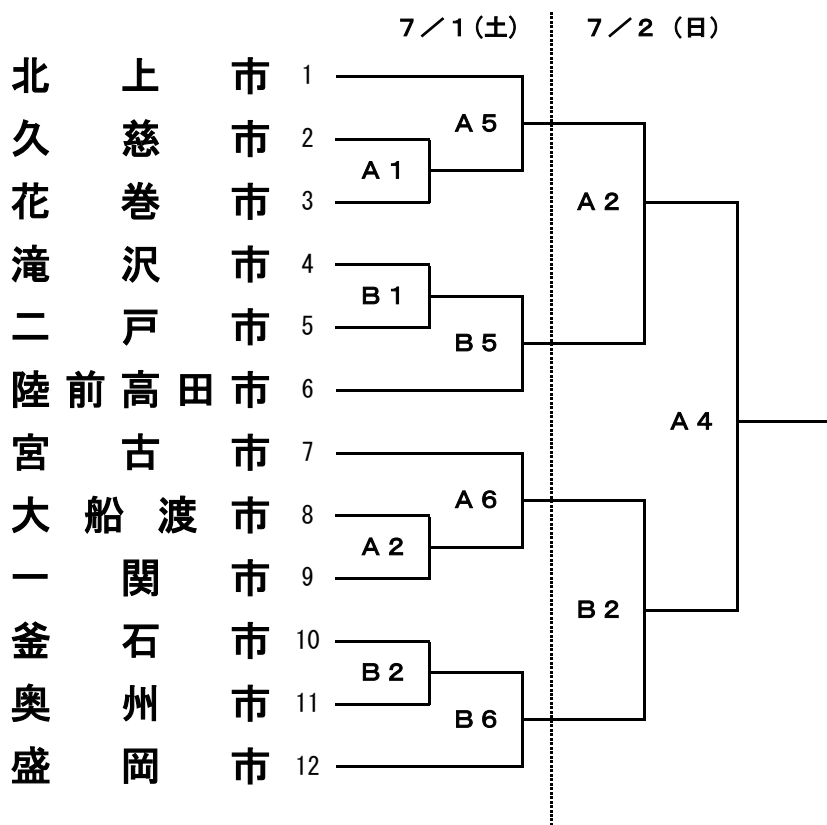 7/1(土) 7/2 (日)
北上市 1
A5
久慈市 2
A1
花巻市 3
A2
滝沢市 4
B1
二戸市 5
B5
陸前高田市 6
A4
宮古市 7
A6
大船渡市 8
A2
一関市 9
B2
釜石市 10
B2
奥州市 11
B6
盛岡市 12